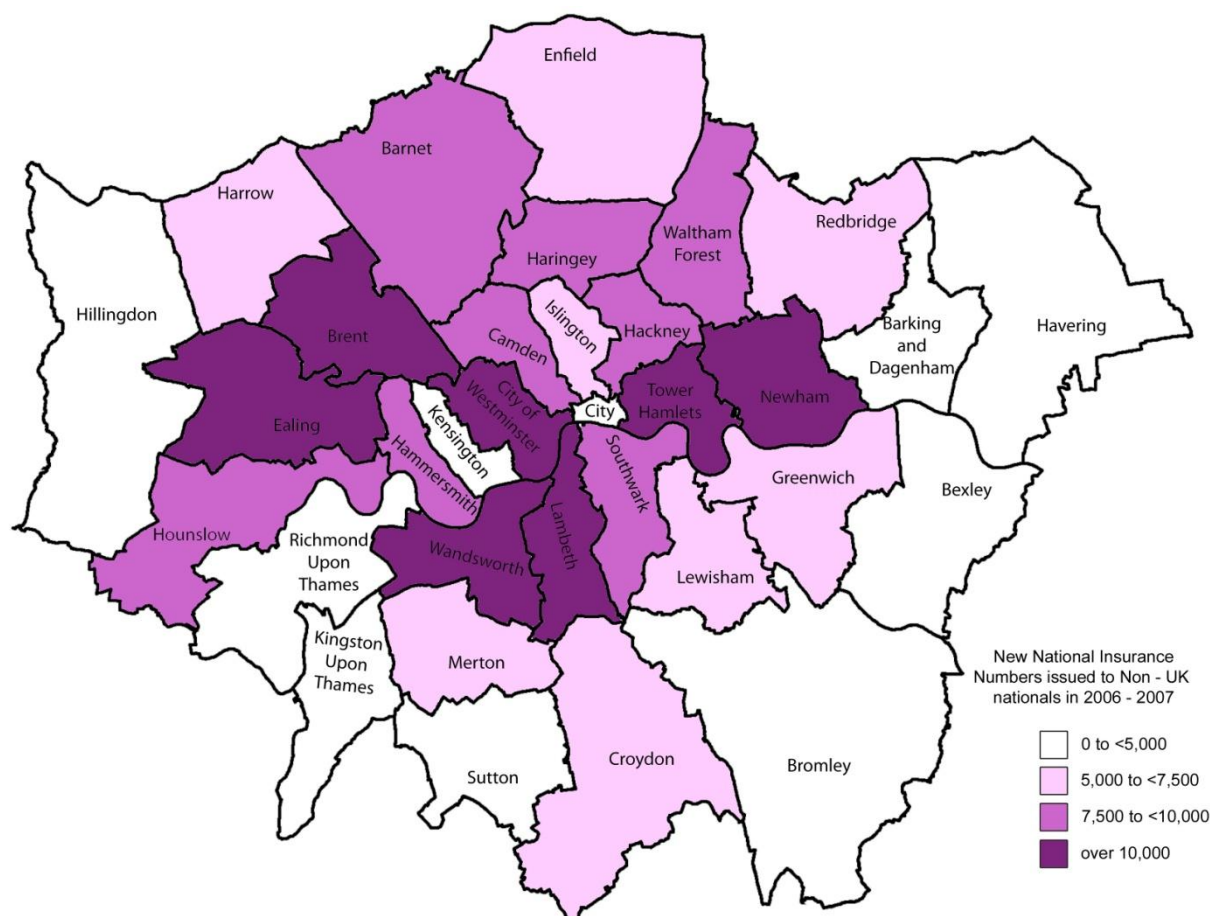 Enfield
Barnet
Harrow
Redbridge
Waltham
Forest
Haringey
Hillingdon
Islington
Hackney
Barking
and
Dagenham
Havering
Brent
Camden
City of
Westminster
City
Tower
Hamlets
Newham
Ealing
Kensington
Hammersmith
Southwark
Greenwich
Bexley
Hounslow
Richmond
Upon
Thames
Wandsworth
Lambeth
Lewisham
Kingston
Upon
Thames
Merton
Sutton
Croydon
Bromley
New National Insurance
Numbers issued to Non - UK
nationals in 2006 - 2007
0 to <5,000
5,000 to <7,500
7,500 to <10,000
over 10,000